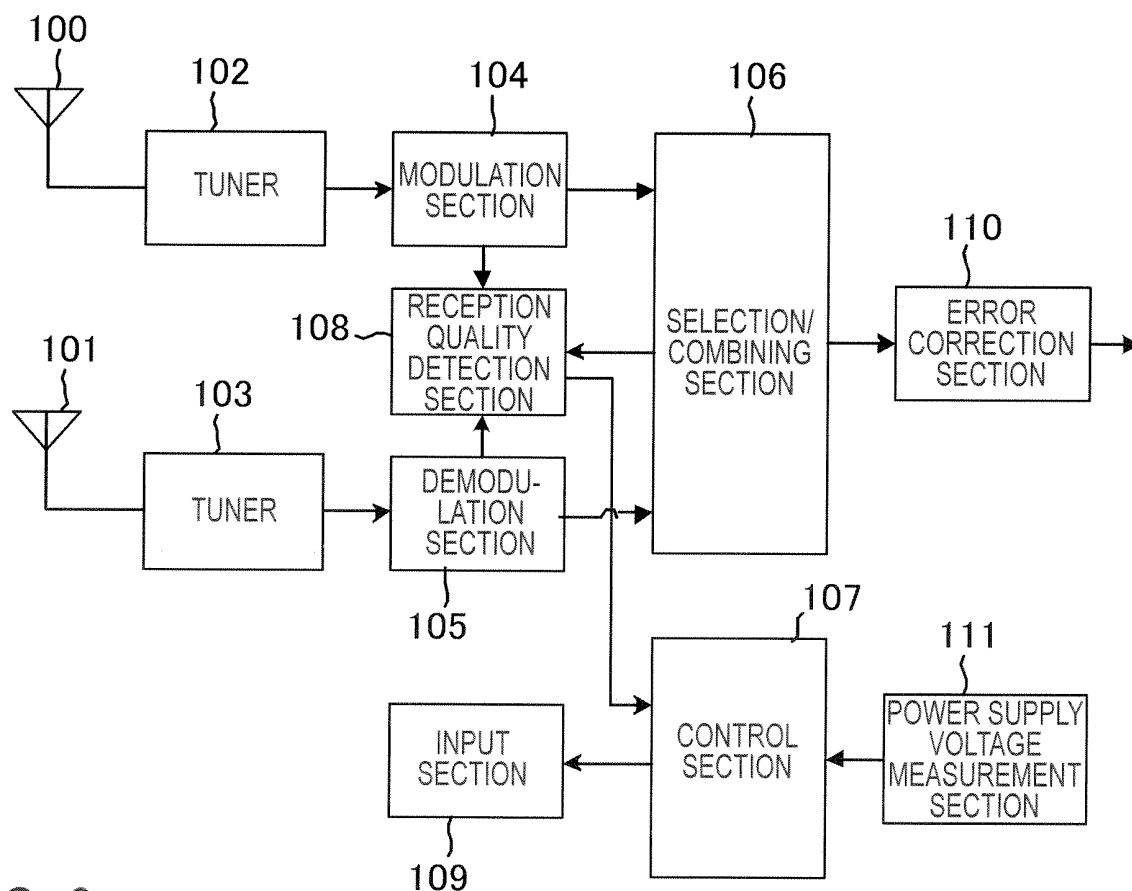 100
102
TUNER
104
MODULATION
SECTION
106
SELECTION/
COMBINING
SECTION
110
ERROR
CORRECTION
SECTION
108
RECEPTION
QUALITY
DETECTION
SECTION
101
103
TUNER
DEMODU-
LATION
SECTION
105
107
CONTROL
SECTION
111
POWER SUPPLY
VOLTAGE
MEASUREMENT
SECTION
INPUT
SECTION
109